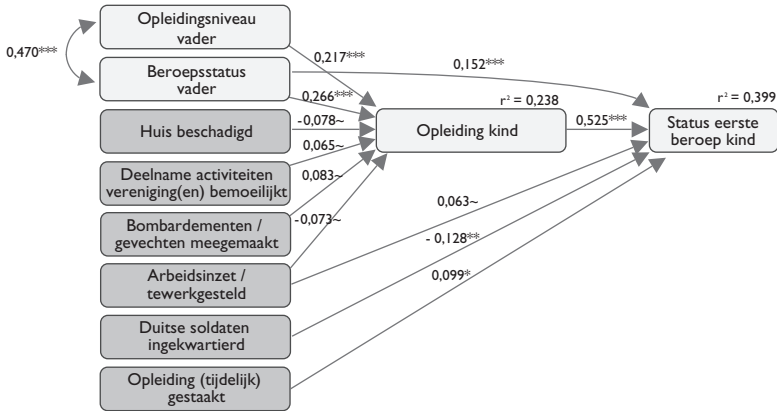 Opleidingsniveau
vader
0,470***
0,217***
0,152***
Beroepsstatus
vader
0,266***
r² = 0,238
r² = 0,399
Huis beschadigd
-0,078~
Opleiding kind
0,525***
Status eerste
beroep kind
0,065~
Deelname activiteiten
vereniging(en) bemoeilijkt
0,083~
Bombardementen /
gevechten meegemaakt
-0,073~
0,063~
Arbeidsinzet /
tewerkgesteld
- 0,128**
0,099*
Duitse soldaten
ingekwartierd
Opleiding (tijdelijk)
gestaakt